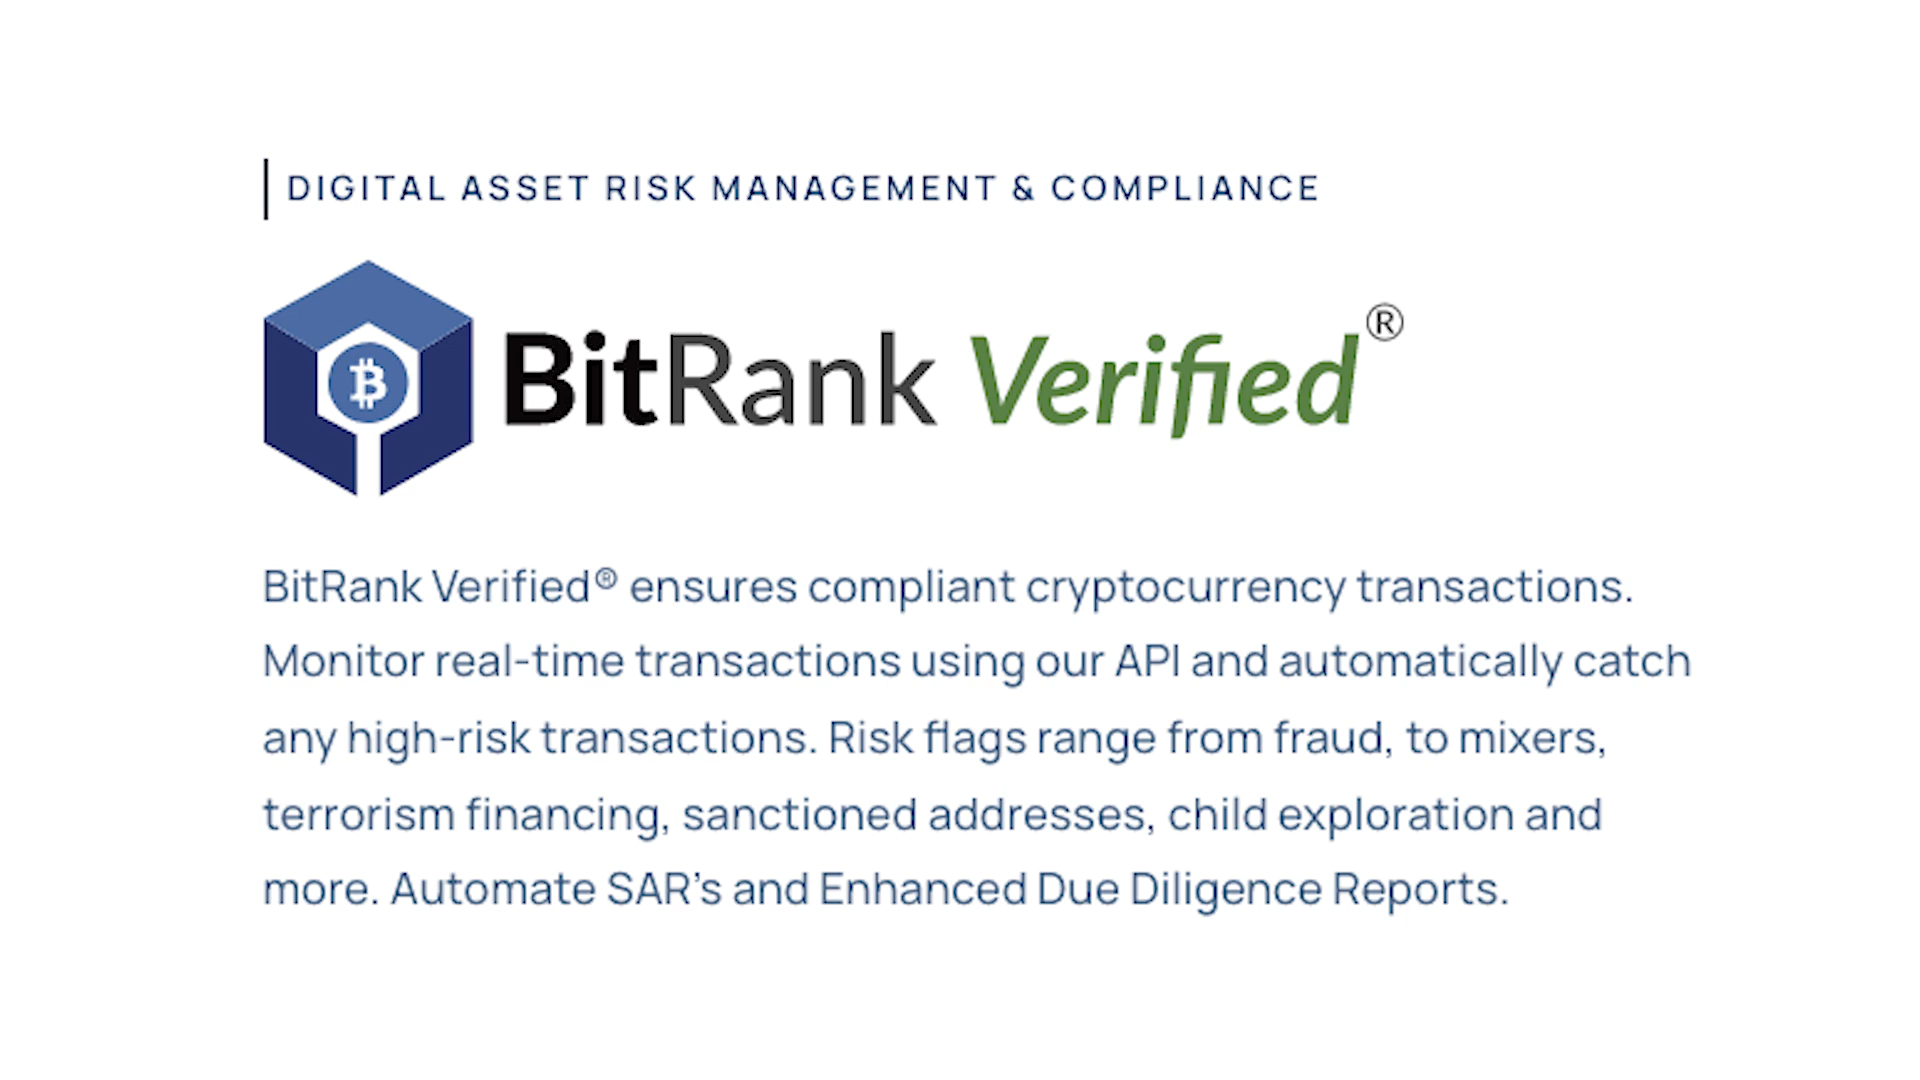 DIGITAL ASSET RISK MANAGEMENT & COMPLIANCE
BitRank Verified®
BitRank Verified® ensures compliant cryptocurrency transactions.
Monitor real-time transactions using our API and automatically catch
any high-risk transactions. Risk flags range from fraud, to mixers,
terrorism financing, sanctioned addresses, child exploration and
more. Automate SAR’s and Enhanced Due Diligence Reports.